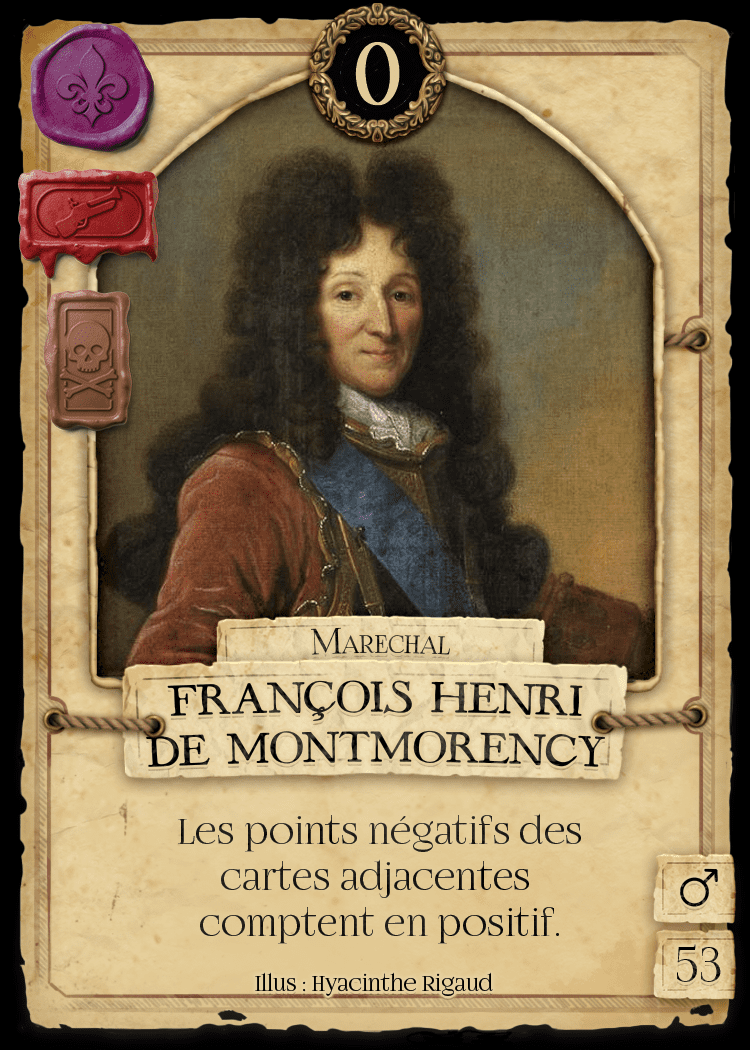 0
MARECHAL
FRANÇOIS HENRI
DE MONTMORENCY
Les points négatifs des
cartes adjacentes
comptent en positif.
♂
53
Illus : Hyacinthe Rigaud